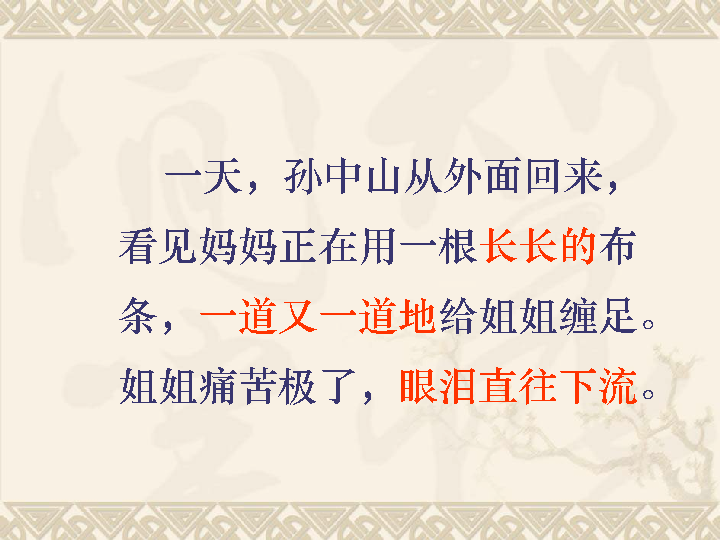 一天，孙中山从外面回来，
看见妈妈正在用一根长长的布
条，一道又一道地给姐姐缠足。
姐姐痛苦极了，眼泪直往下流。